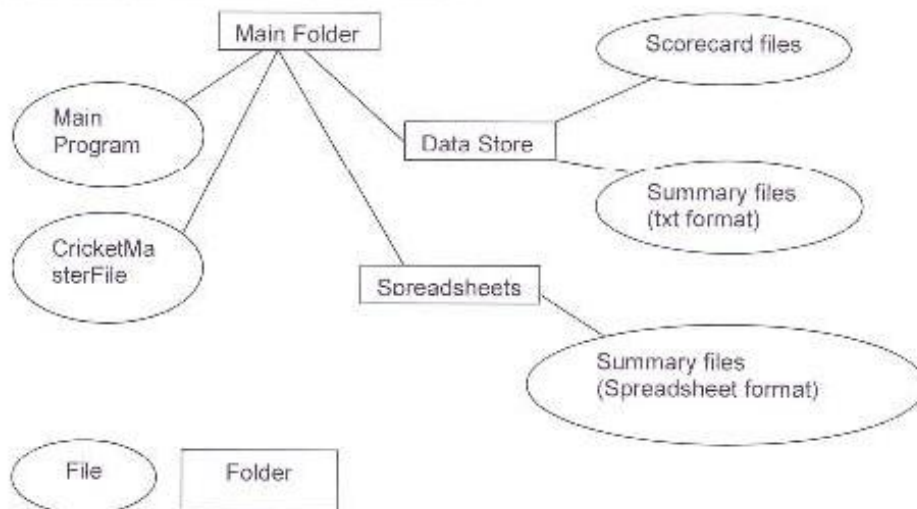 Main Folder
Scorecard files
Main
Program
Data Store
Summary files
(txt format)
CricketMa
sterFile
Spreadsheets
Summary files
(Spreadsheet format)
File
Folder